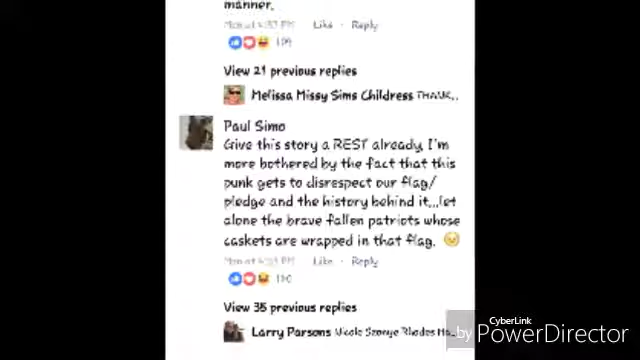 manner.
Like · Reply
View 21 previous replies
Melissa Missy Sims Childress THANK..
Paul Simo
Give this story a REST already, I'm
more bothered by the fact that this
punk gets to disrespect our flag/
pledge and the history behind it...let
alone the brave fallen patriots whose
caskets are wrapped in that flag.
Like · Reply
View 35 previous replies
Larry Parsons Nicole
CyberLink
by PowerDirector